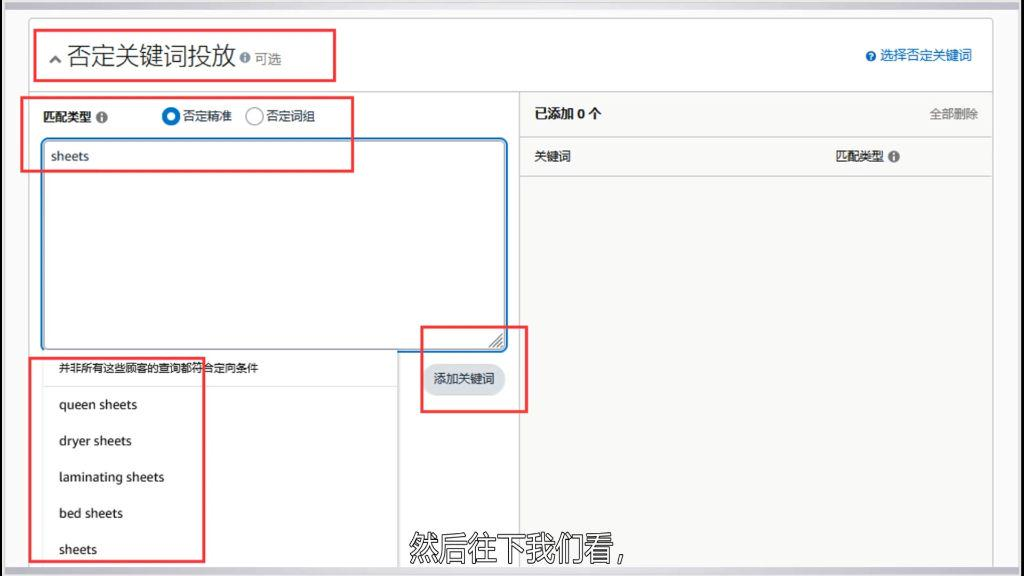 否定关键词投放 可选
选择否定关键词
匹配类型 否定精准 否定词组
sheets
已添加 0 个
全部删除
关键词 匹配类型
并非所有这些顾客的查询都符合定向条件
添加关键词
queen sheets
dryer sheets
laminating sheets
bed sheets
sheets
然后往下我们看，